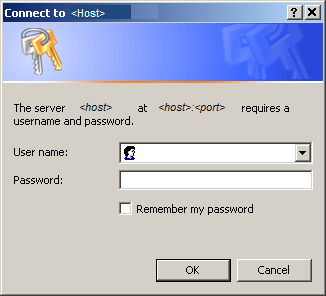 Connect to <Host>
The server <host> at <host>:<port> requires a
username and password.
User name:
Password:
Remember my password
OK
Cancel